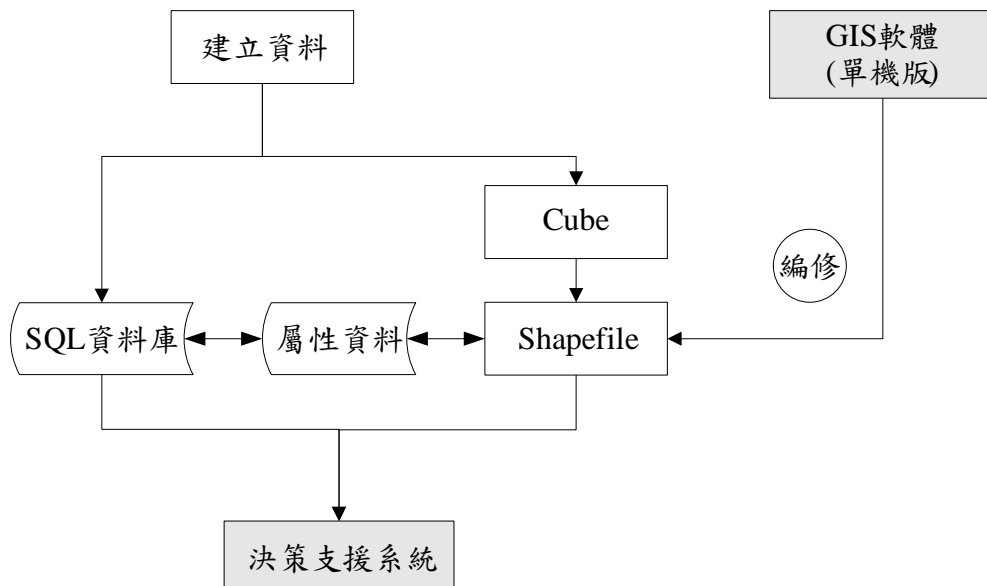 建立資料
GIS軟體
(單機版)
Cube
編修
SQL資料庫
屬性資料
Shapefile
決策支援系統